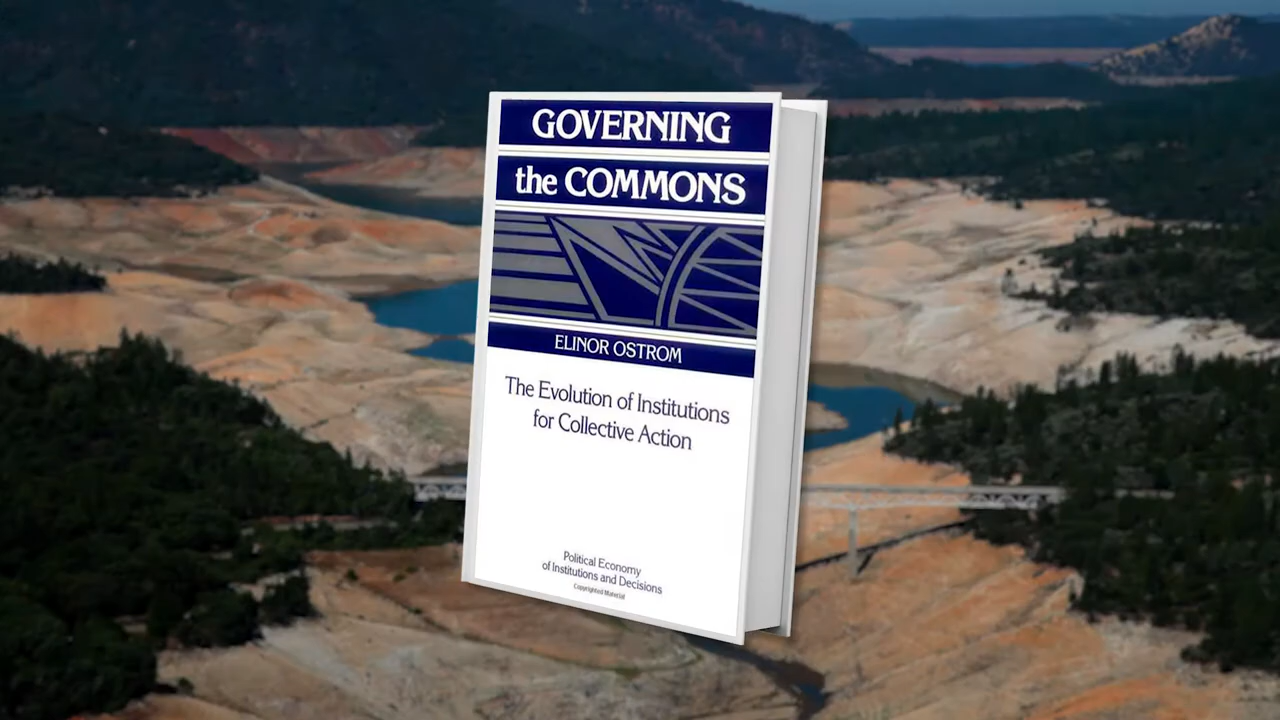 GOVERNING
the COMMONS
ELINOR OSTROM
The Evolution of Institutions
for Collective Action
Political Economy
of Institutions and Decisions
Copyrighted Material